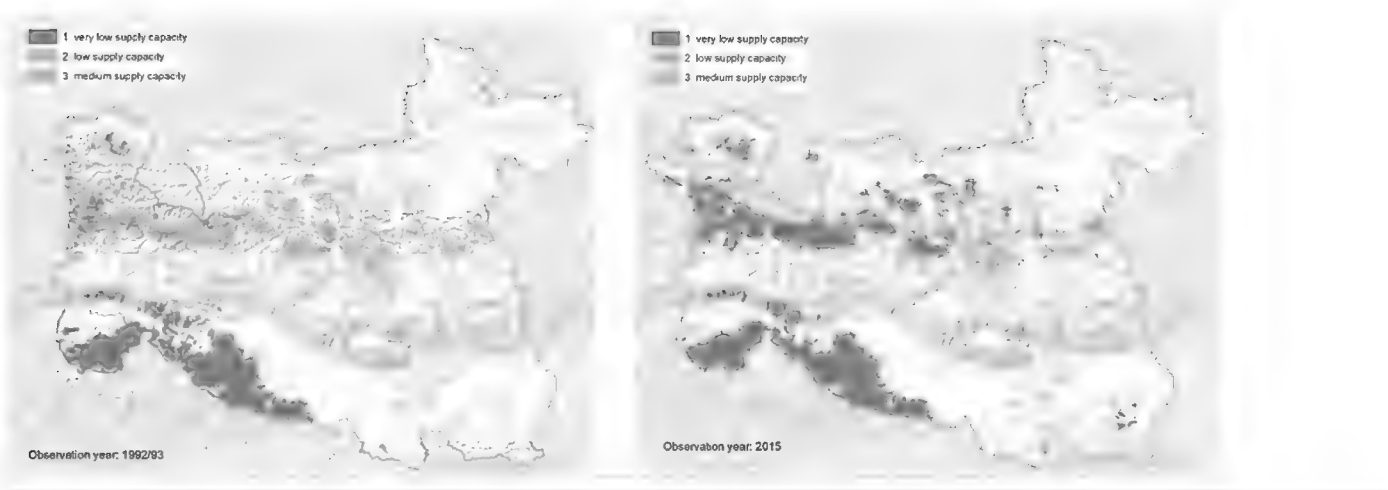 1 very low supply capacity
2 low supply capacity
3 medium supply capacity
Observation year: 1992/93
1 very low supply capacity
2 low supply capacity
3 medium supply capacity
Observation year: 2015